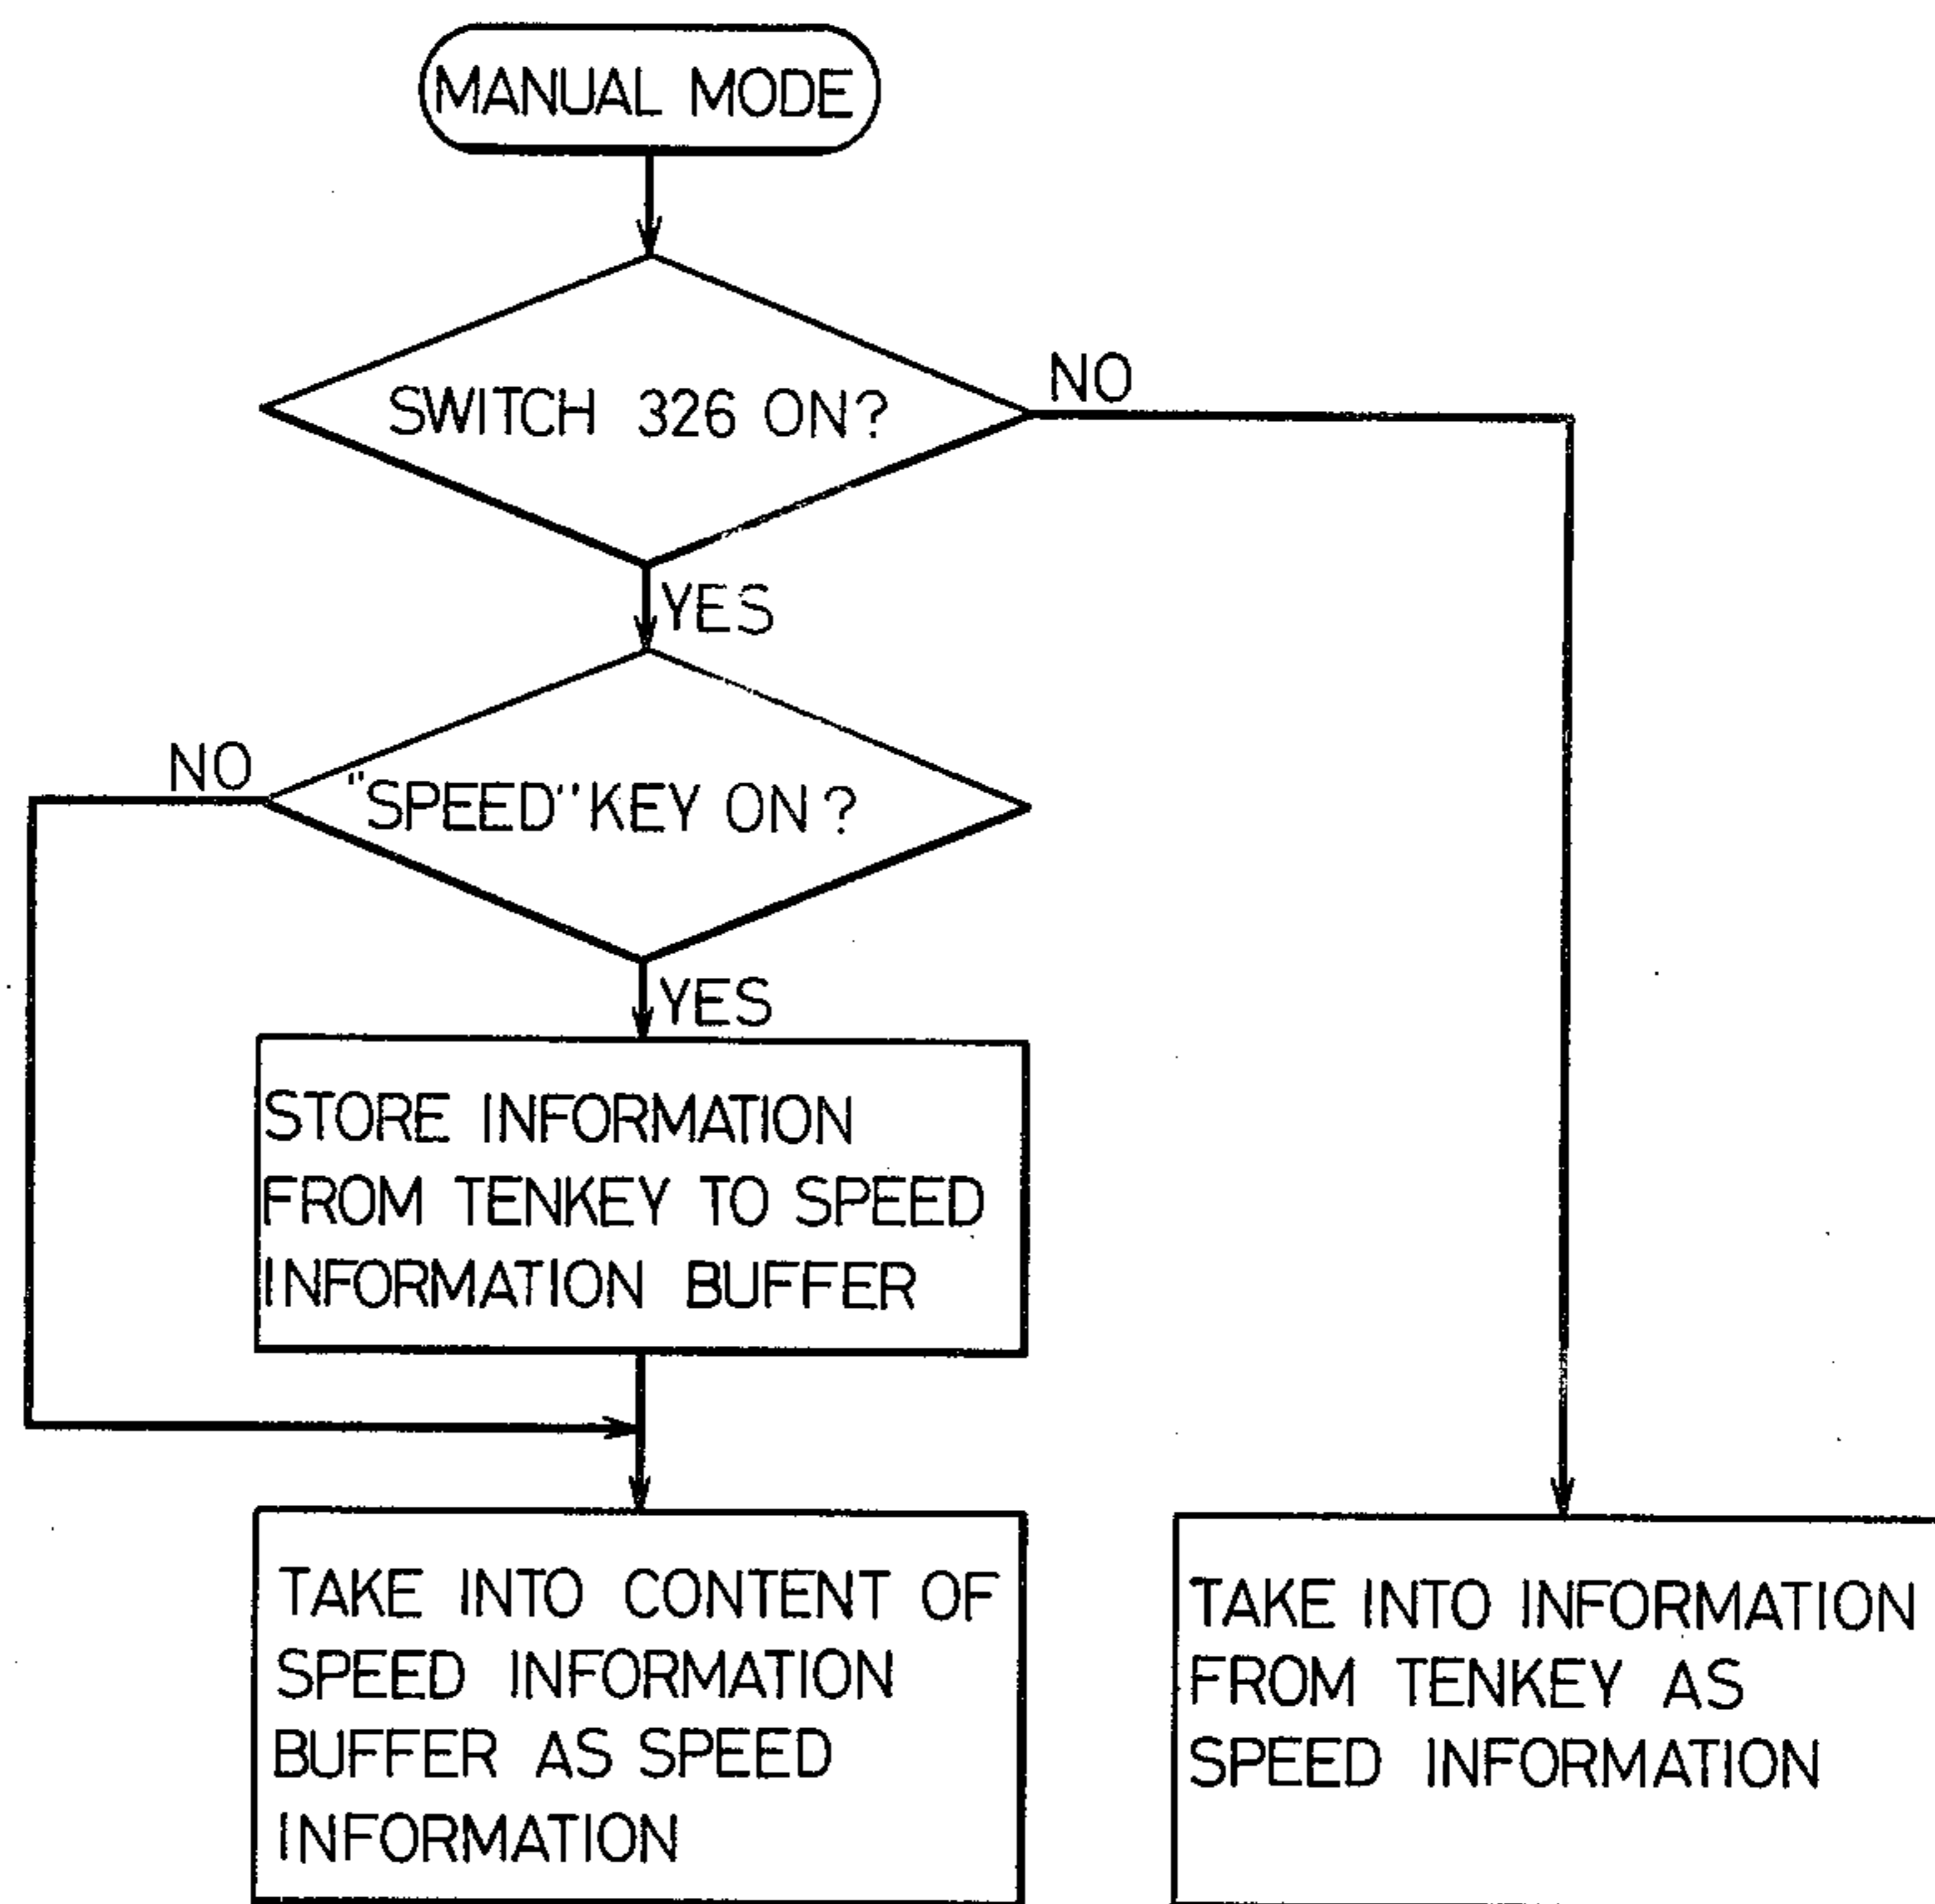 MANUAL MODE
SWITCH 326 ON?
NO
YES
NO
"SPEED" KEY ON?
YES
STORE INFORMATION
FROM TENKEY TO SPEED
INFORMATION BUFFER
TAKE INTO CONTENT OF
SPEED INFORMATION
BUFFER AS SPEED
INFORMATION
TAKE INTO INFORMATION
FROM TENKEY AS
SPEED INFORMATION